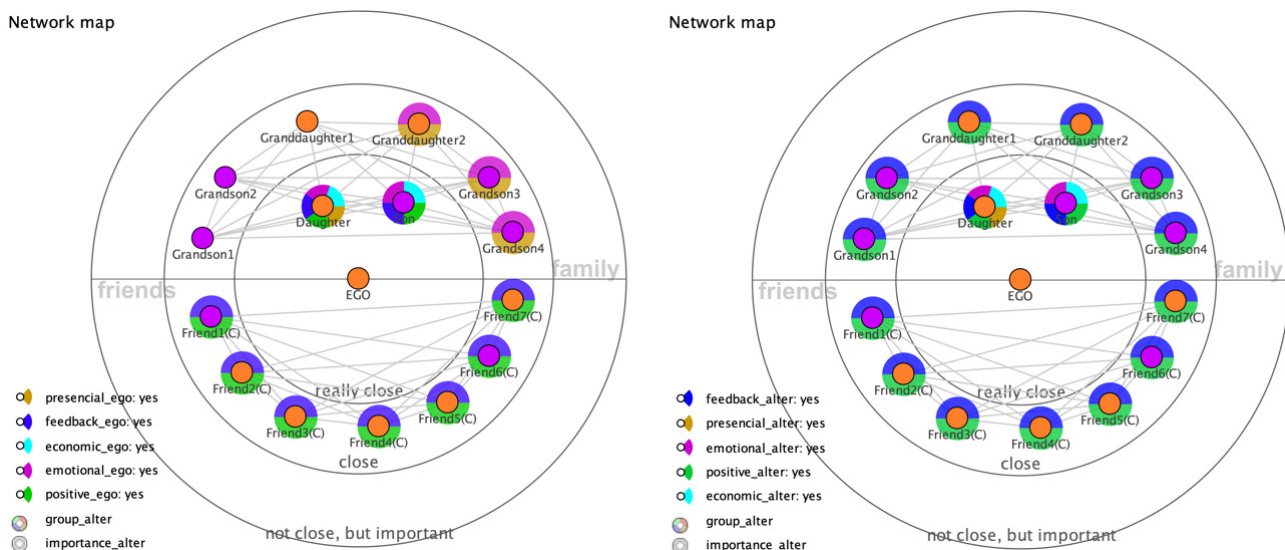 Network map
Granddaughter1
Granddaughter2
Grandson2
Grandson3
Daughter
Son
Grandson1
Grandson4
family
friends
EGO
Friend7(C)
Friend1(C)
Friend6(C)
Friend2(C)
really close
Friend5(C)
Friend3(C)
Friend4(C)
close
not close, but important
presencial_ego: yes
feedback_ego: yes
economic_ego: yes
emotional_ego: yes
positive_ego: yes
group_alter
importance_alter
Network map
Granddaughter1
Granddaughter2
Grandson2
Grandson3
Daughter
Son
Grandson1
Grandson4
family
friends
EGO
Friend7(C)
Friend1(C)
Friend6(C)
Friend2(C)
really close
Friend5(C)
Friend3(C)
Friend4(C)
close
not close, but important
feedback_alter: yes
presencial_alter: yes
emotional_alter: yes
positive_alter: yes
economic_alter: yes
group_alter
importance_alter